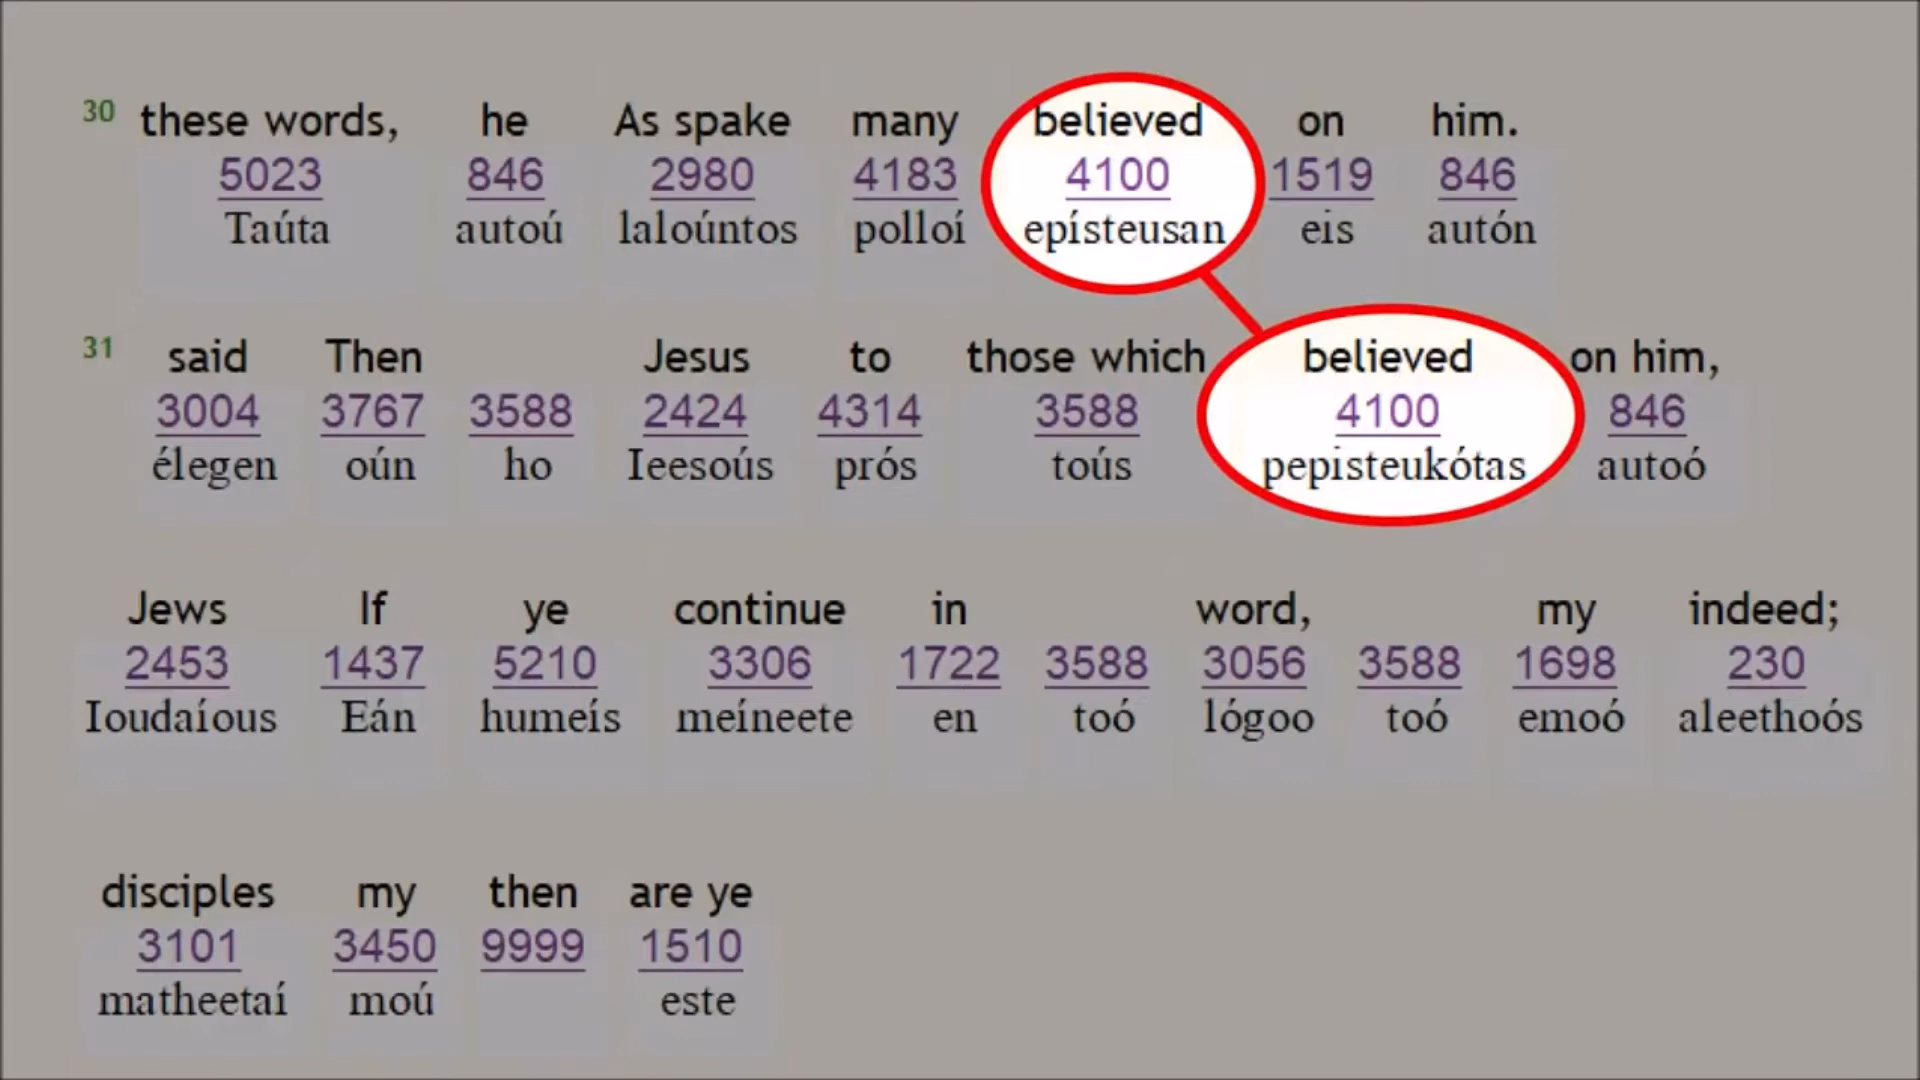 30 these words, he As spake many believed on him.
5023 846 2980 4183 4100 1519 846
Taúta autoú laloúntos polloí epísteusan eis autón
31 said Then Jesus to those which believed on him,
3004 3767 3588 2424 4314 3588 4100 846
élegen oún ho Ieesoús prós toús pepisteukótas autoó
Jews If ye continue in word, my indeed;
2453 1437 5210 3306 1722 3588 3056 3588 1698 230
Ioudaíous Eán humeís meíneete en toó lógoo toó emoó aleethoós
disciples my then are ye
3101 3450 9999 1510
matheetaí moú este